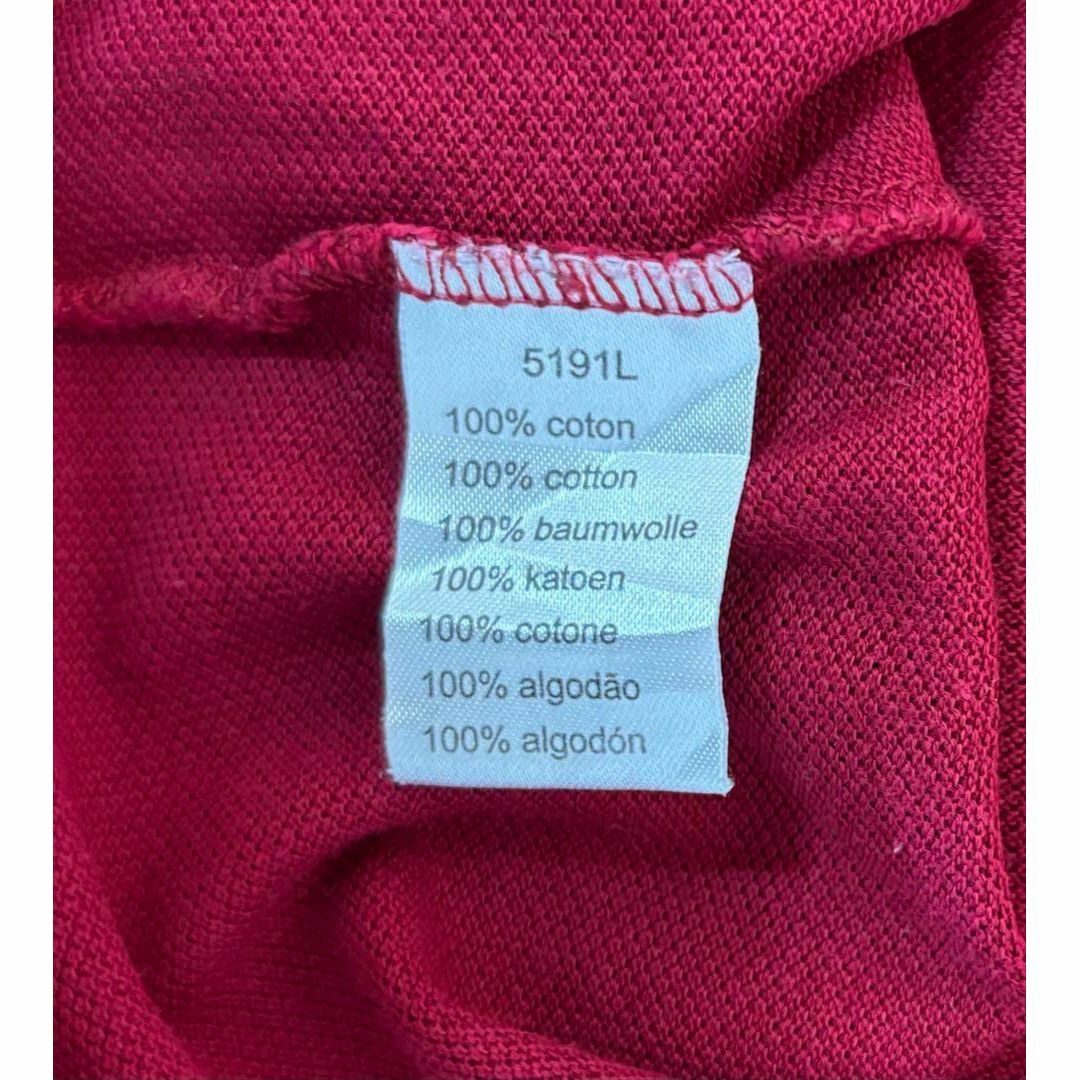 5191L
100% coton
100% cotton
100% baumwolle
100% katoen
100% cotone
100% algodão
100% algodón